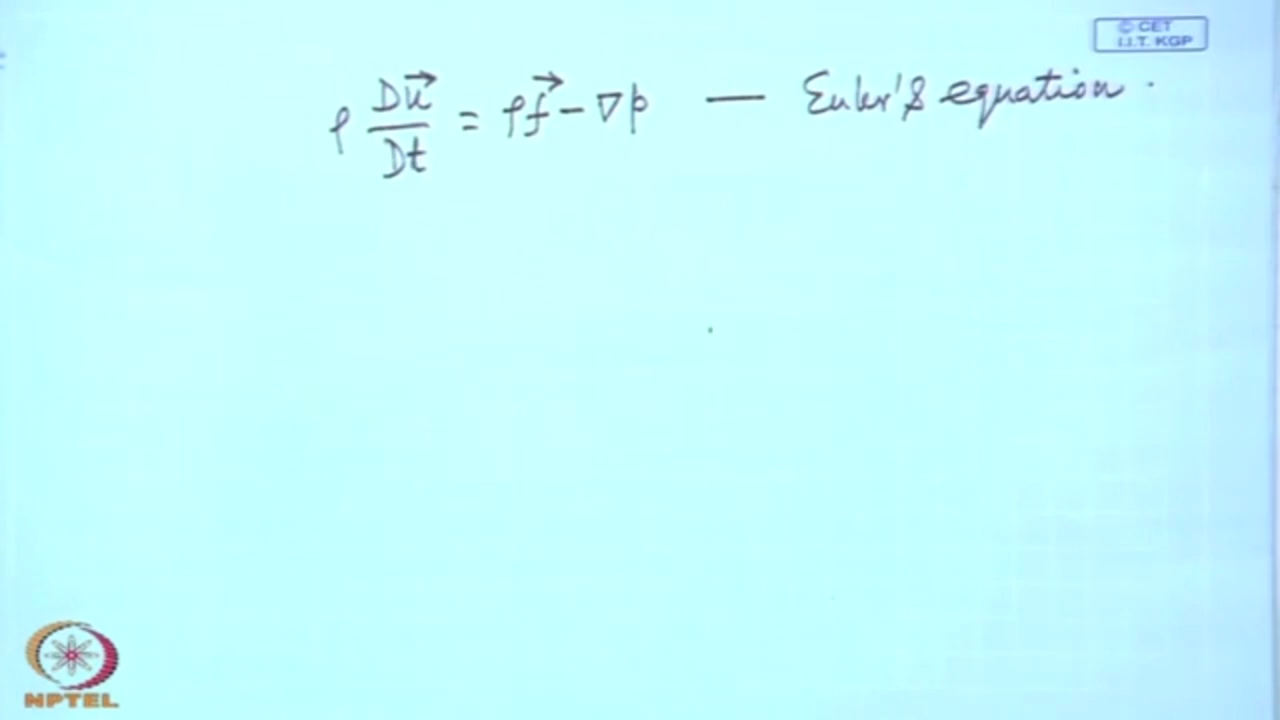 © CET
I.I.T. KGP
ρ Du⃗/Dt = ρf⃗ - ∇p — Euler's equation.
NPTEL